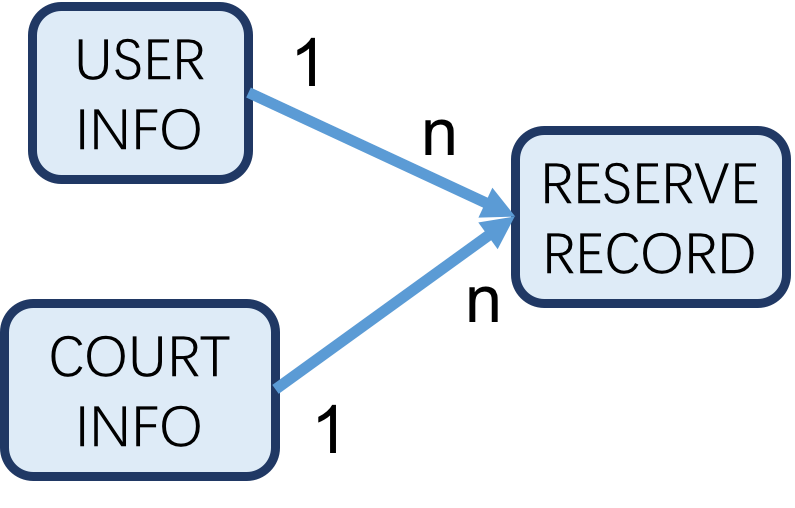 USER
INFO
1
n
RESERVE
RECORD
n
COURT
INFO
1